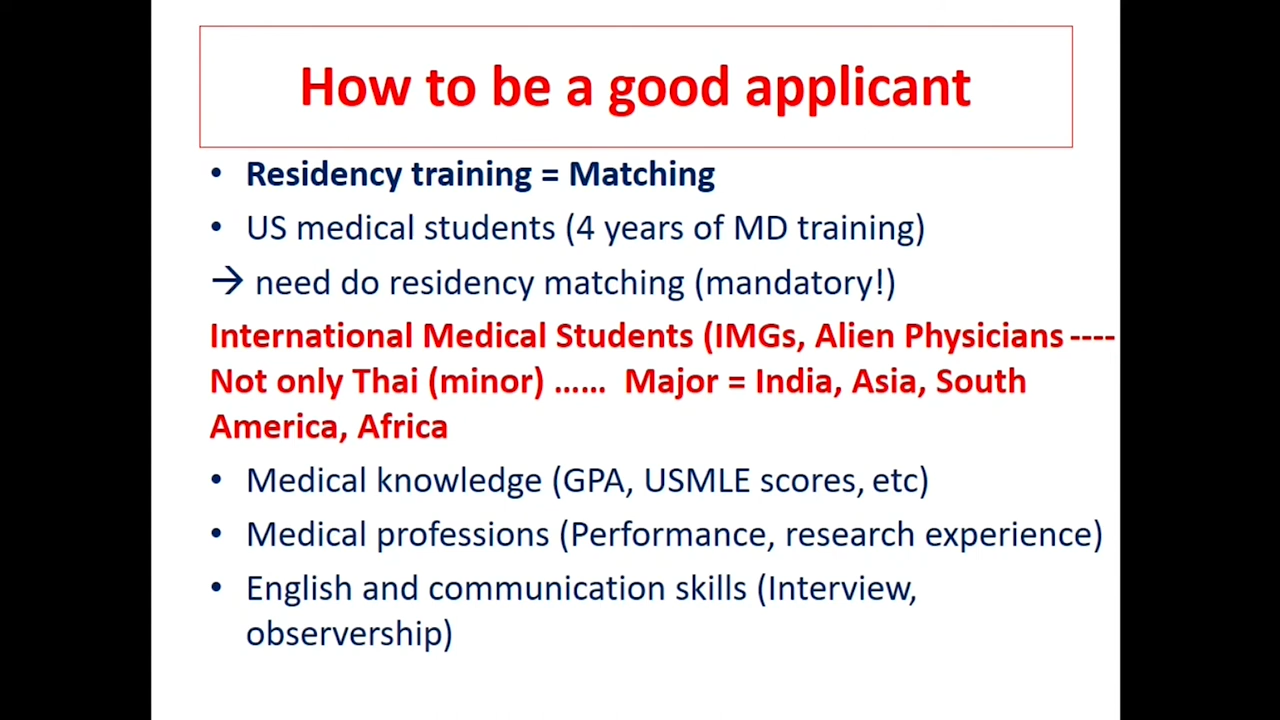 How to be a good applicant
• Residency training = Matching
• US medical students (4 years of MD training)
→ need do residency matching (mandatory!)
International Medical Students (IMGs, Alien Physicians ----
Not only Thai (minor) …… Major = India, Asia, South
America, Africa
• Medical knowledge (GPA, USMLE scores, etc)
• Medical professions (Performance, research experience)
• English and communication skills (Interview,
observership)